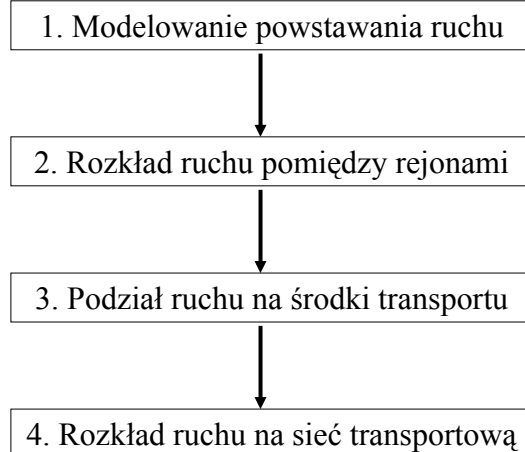 1. Modelowanie powstawania ruchu
2. Rozkład ruchu pomiędzy rejonami
3. Podział ruchu na środki transportu
4. Rozkład ruchu na sieć transportową